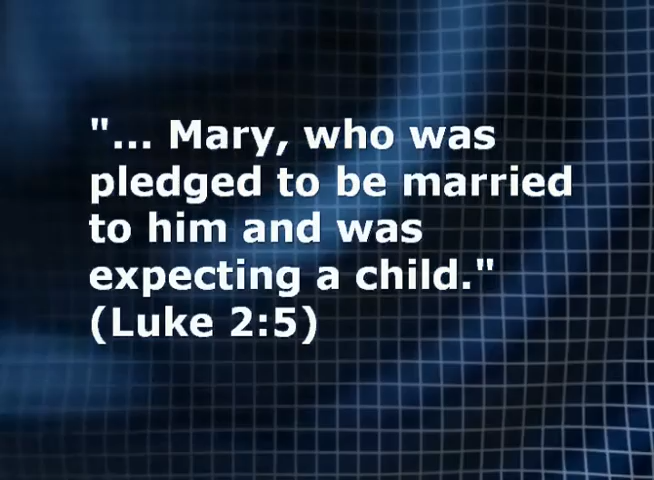 "... Mary, who was
pledged to be married
to him and was
expecting a child."
(Luke 2:5)